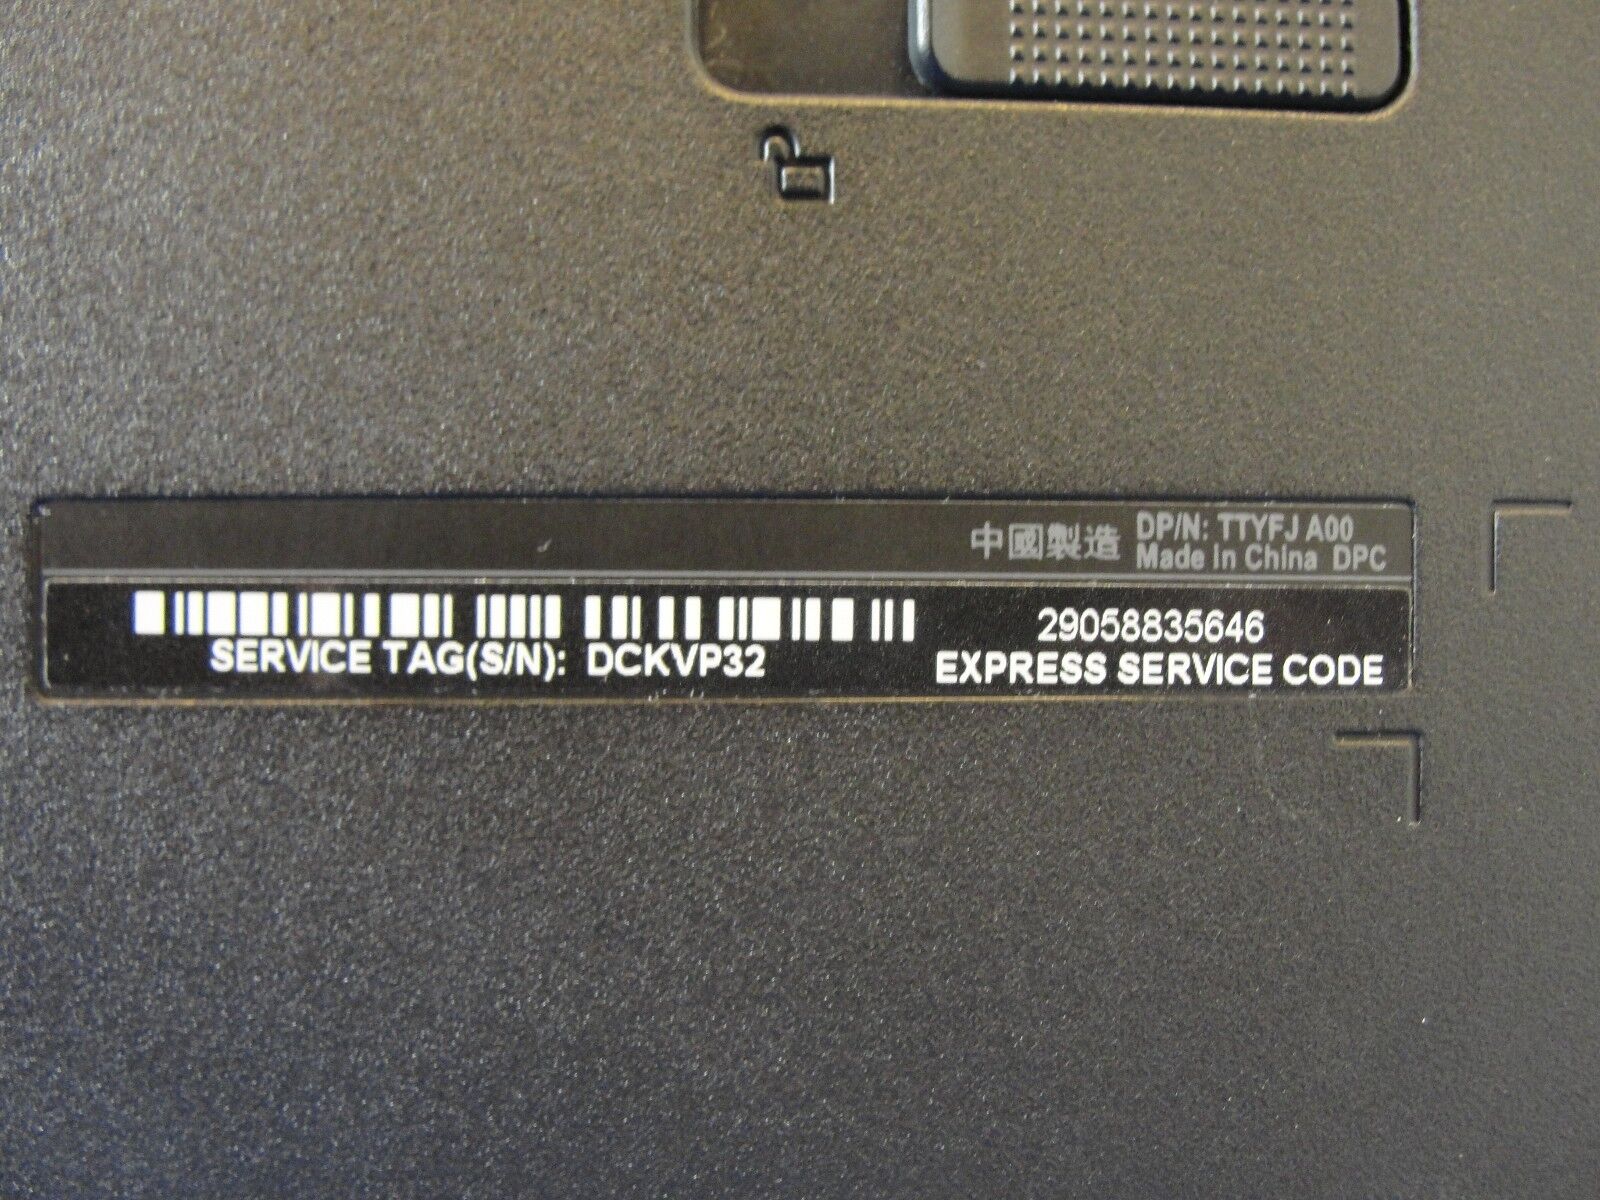 中國製造 DP/N: TTYFJ A00
Made in China DPC
29058835646
SERVICE TAG(S/N): DCKVP32
EXPRESS SERVICE CODE